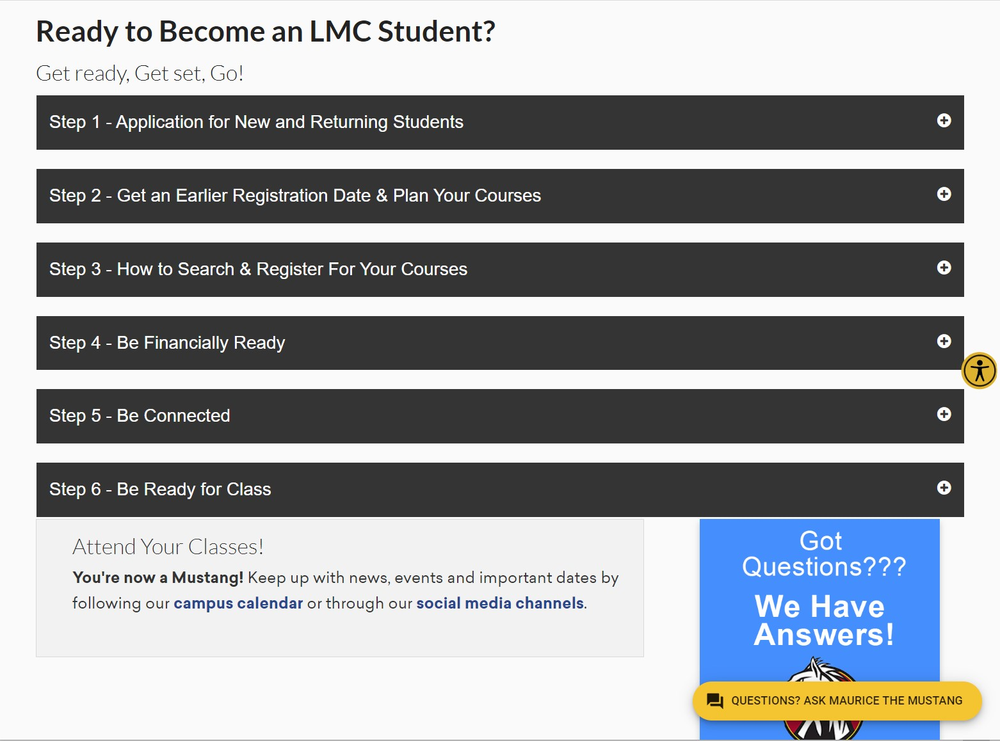 Ready to Become an LMC Student?
Get ready, Get set, Go!
Step 1 - Application for New and Returning Students
Step 2 - Get an Earlier Registration Date & Plan Your Courses
Step 3 - How to Search & Register For Your Courses
Step 4 - Be Financially Ready
Step 5 - Be Connected
Step 6 - Be Ready for Class
Attend Your Classes!
You're now a Mustang! Keep up with news, events and important dates by
following our campus calendar or through our social media channels.
Got
Questions???
We Have
Answers!
QUESTIONS? ASK MAURICE THE MUSTANG